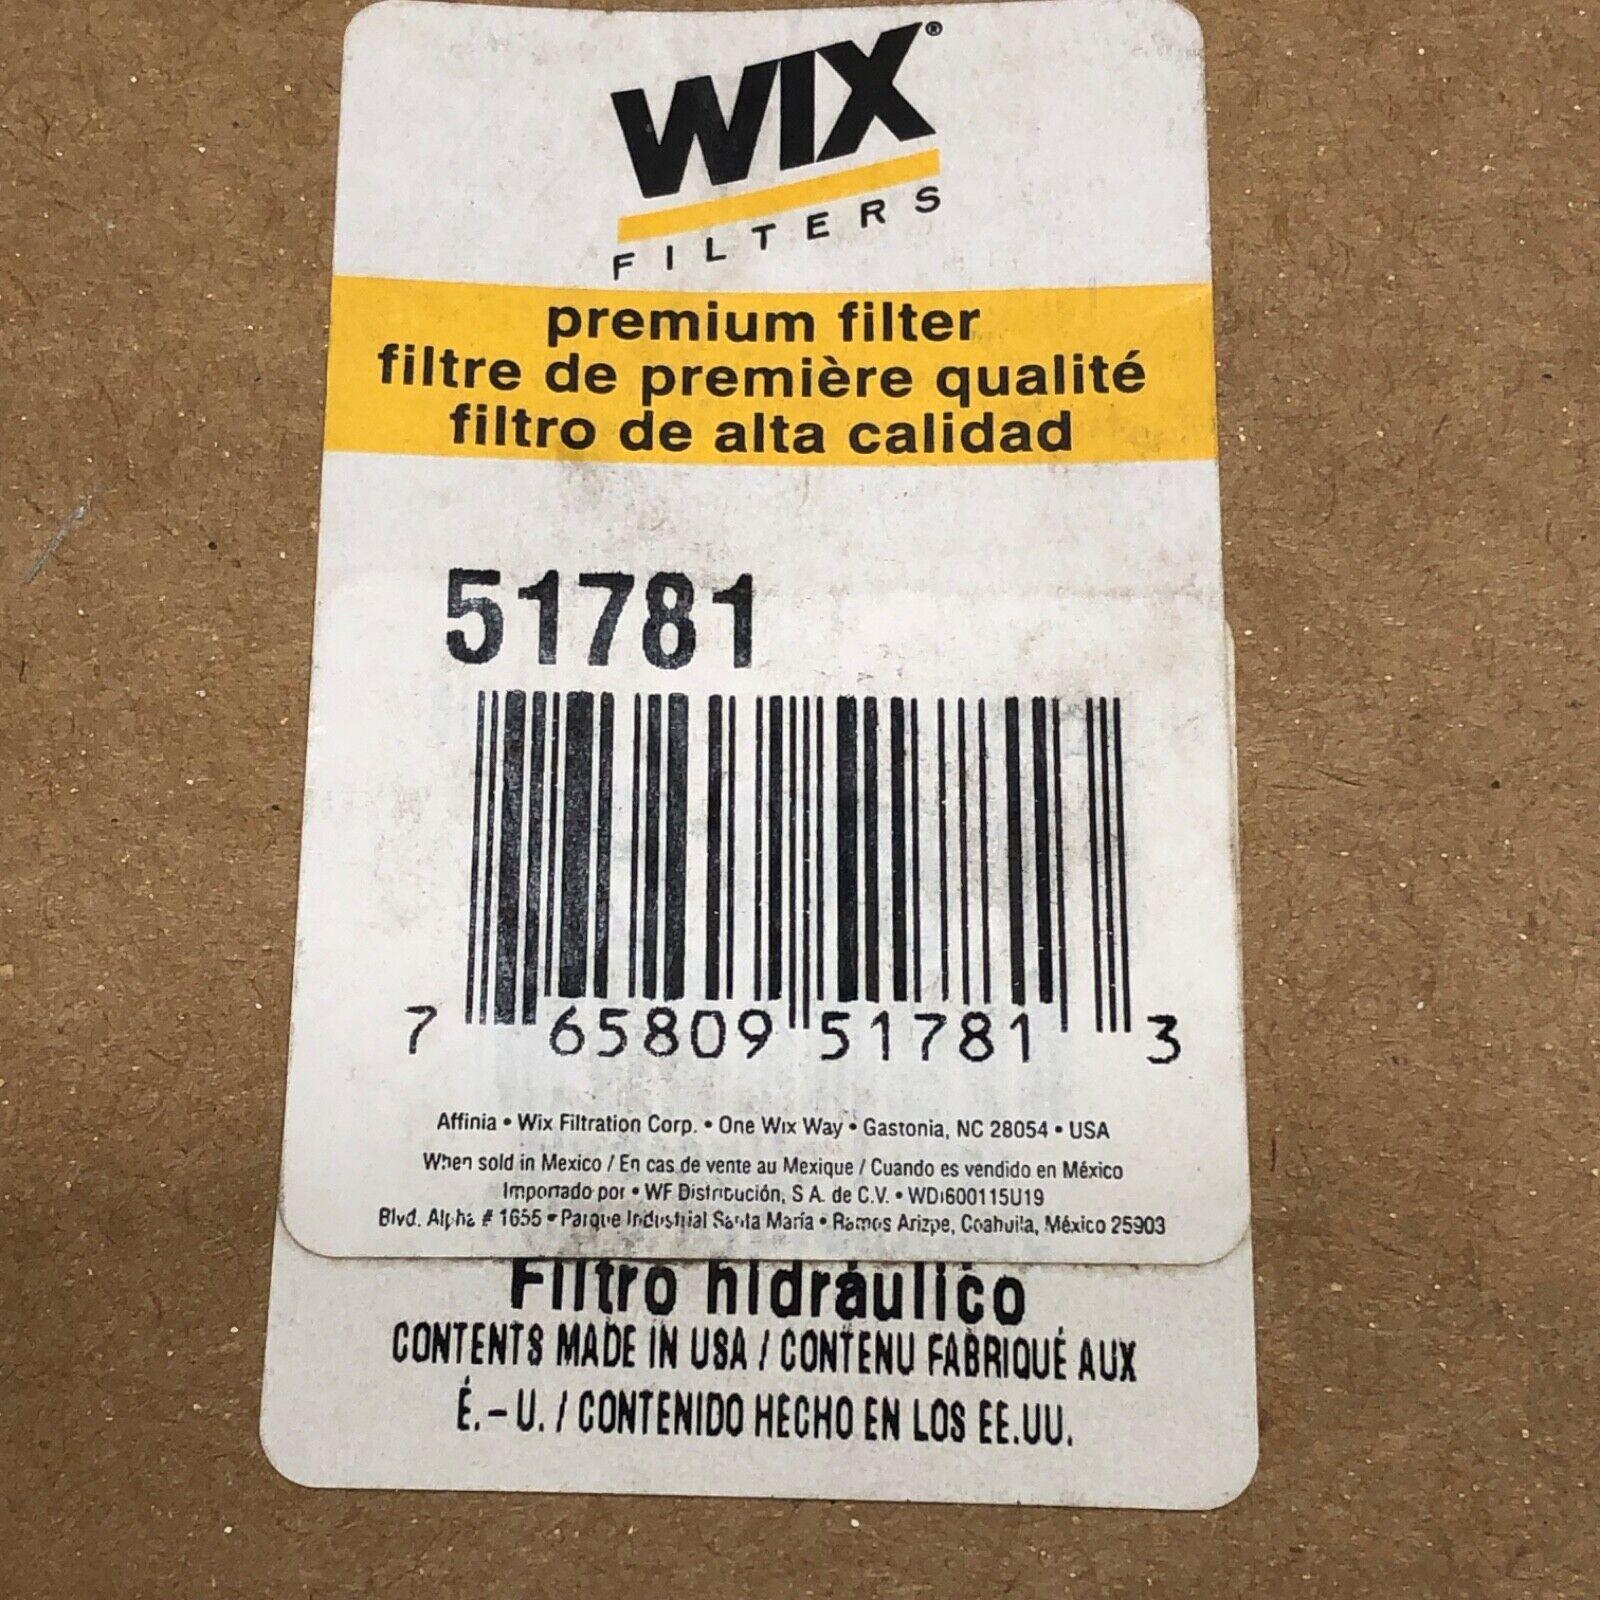 WIX®
FILTERS
premium filter
filtre de première qualité
filtro de alta calidad
51781
7 65809 51781 3
Affinia • Wix Filtration Corp. • One Wix Way • Gastonia, NC 28054 • USA
When sold in Mexico / En cas de vente au Mexique / Cuando es vendido en México
Importado por • WF Distribución, S A. de C.V. • WDI600115U19
Blvd. Alpha # 1655 • Parque Industrial Santa María • Ramos Arizpe, Coahuila, México 25903
Filtro hidráulico
CONTENTS MADE IN USA / CONTENU FABRIQUÉ AUX
É.-U. / CONTENIDO HECHO EN LOS EE.UU.